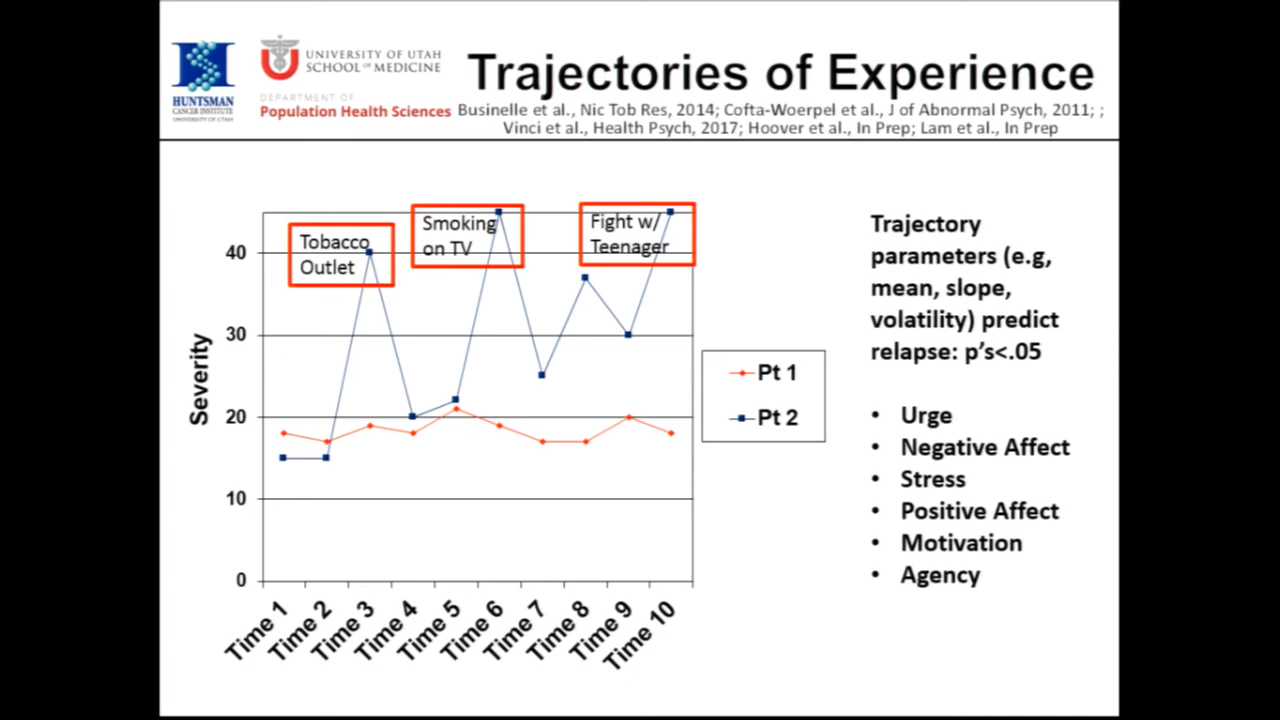 HUNTSMAN
CANCER INSTITUTE
UNIVERSITY OF UTAH
UNIVERSITY OF UTAH
SCHOOL OF MEDICINE
DEPARTMENT OF
Population Health Sciences
Trajectories of Experience
Businelle et al., Nic Tob Res, 2014; Cofta-Woerpel et al., J of Abnormal Psych, 2011; ;
Vinci et al., Health Psych, 2017; Hoover et al., In Prep; Lam et al., In Prep
Tobacco
Outlet
Smoking
on TV
Fight w/
Teenager
Severity
40
30
20
10
0
Time 1
Time 2
Time 3
Time 4
Time 5
Time 6
Time 7
Time 8
Time 9
Time 10
Pt 1
Pt 2
Trajectory
parameters (e.g,
mean, slope,
volatility) predict
relapse: p's<.05
• Urge
• Negative Affect
• Stress
• Positive Affect
• Motivation
• Agency